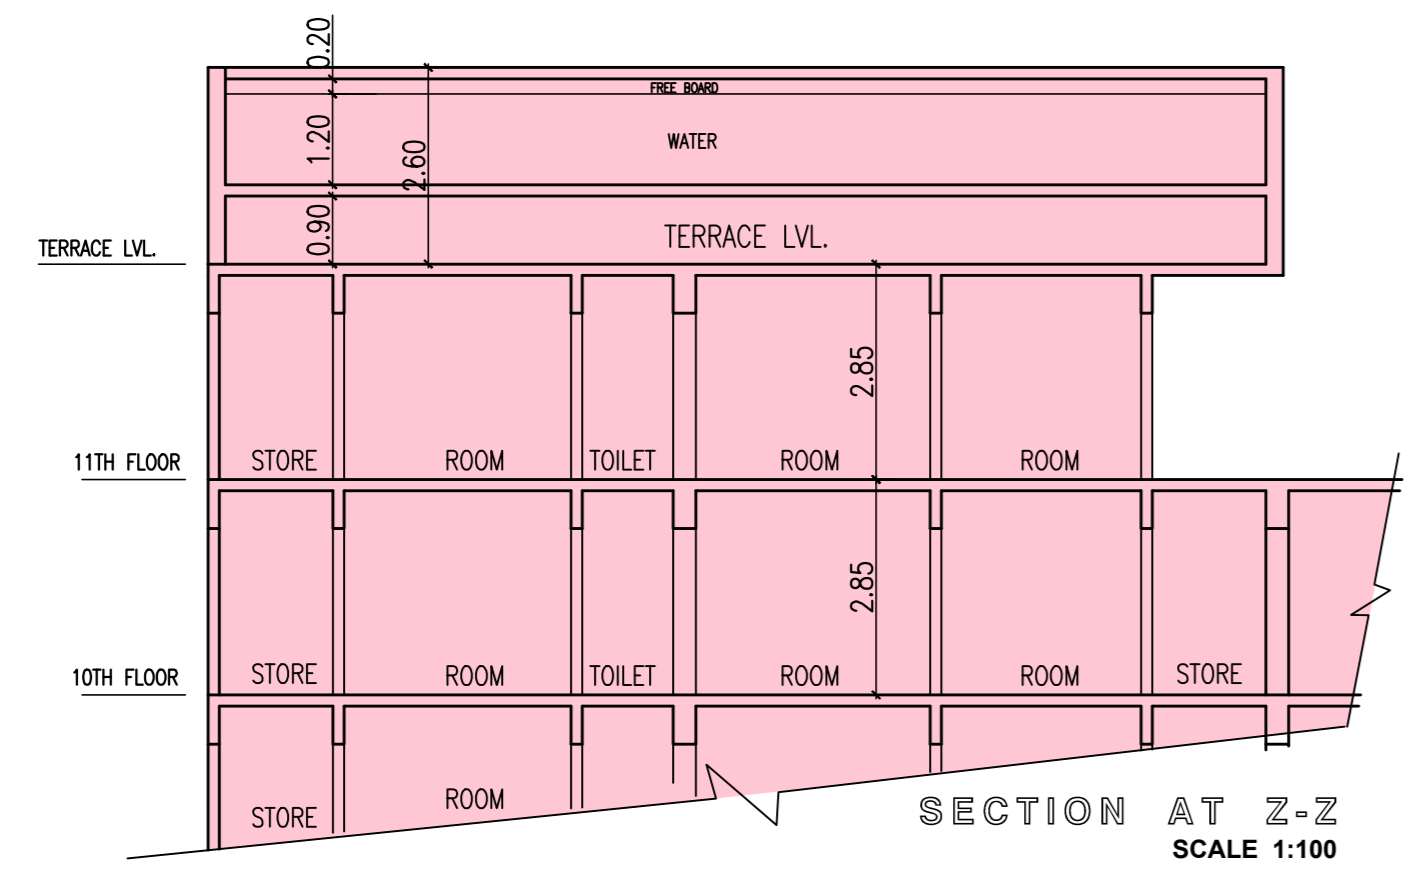 0.20
FREE BOARD
1.20
WATER
2.60
0.90
TERRACE LVL.
TERRACE LVL.
2.85
11TH FLOOR
STORE ROOM TOILET ROOM ROOM
2.85
10TH FLOOR
STORE ROOM TOILET ROOM ROOM STORE
STORE ROOM
SECTION AT Z-Z
SCALE 1:100